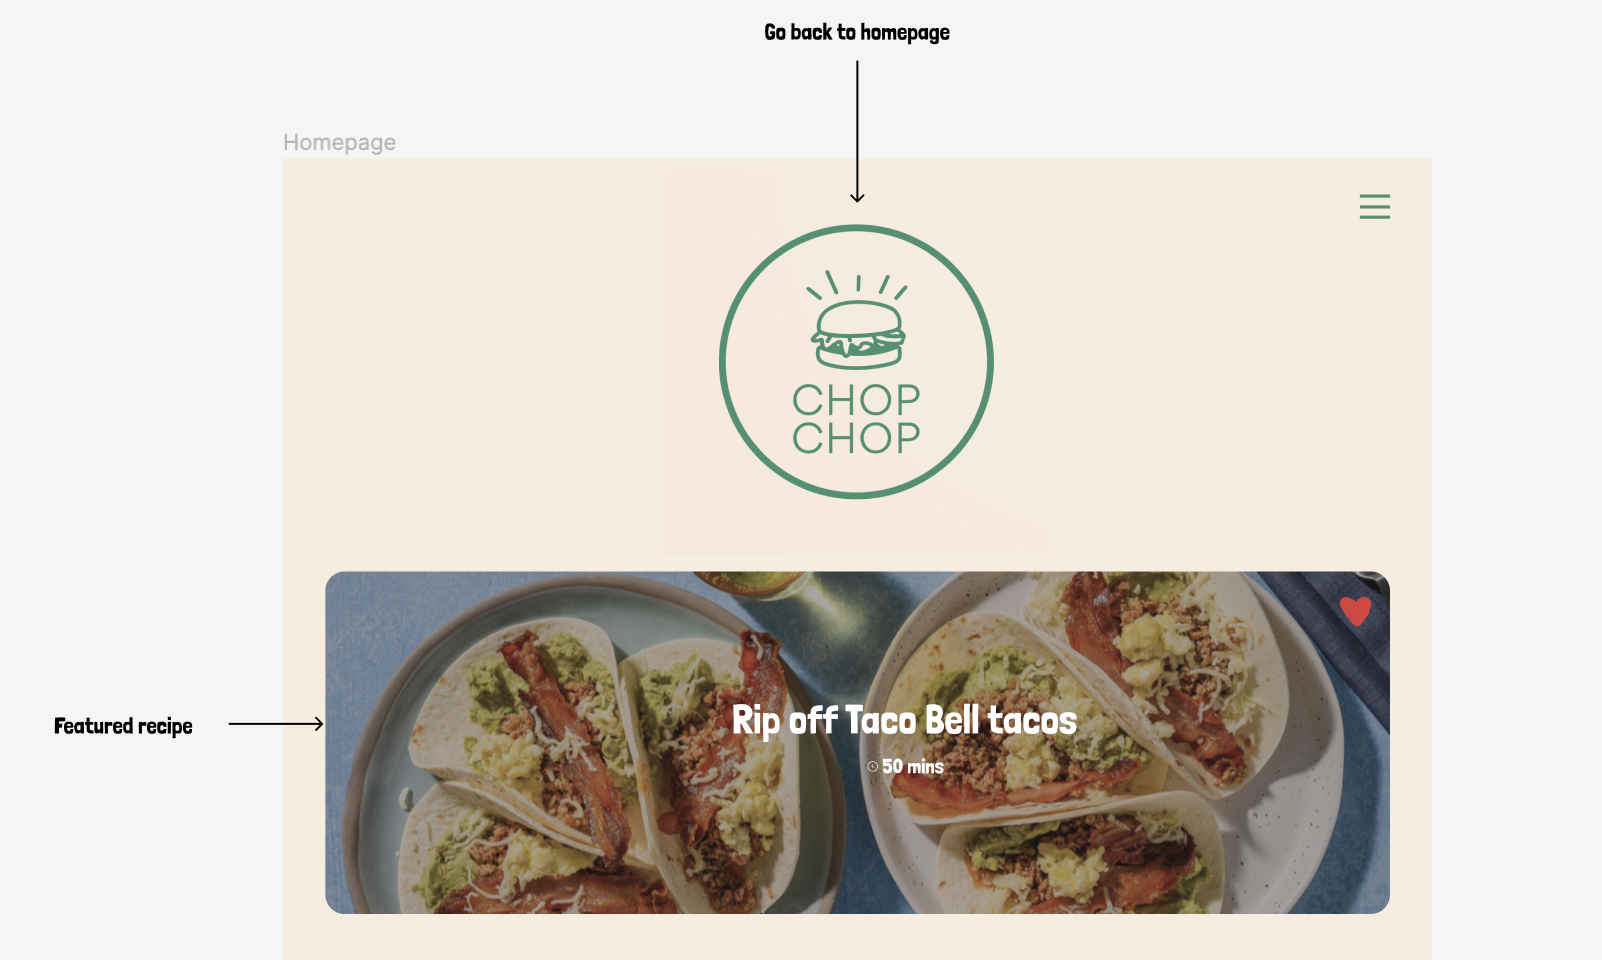 Go back to homepage
Homepage
CHOP
CHOP
Featured recipe
Rip off Taco Bell tacos
50 mins